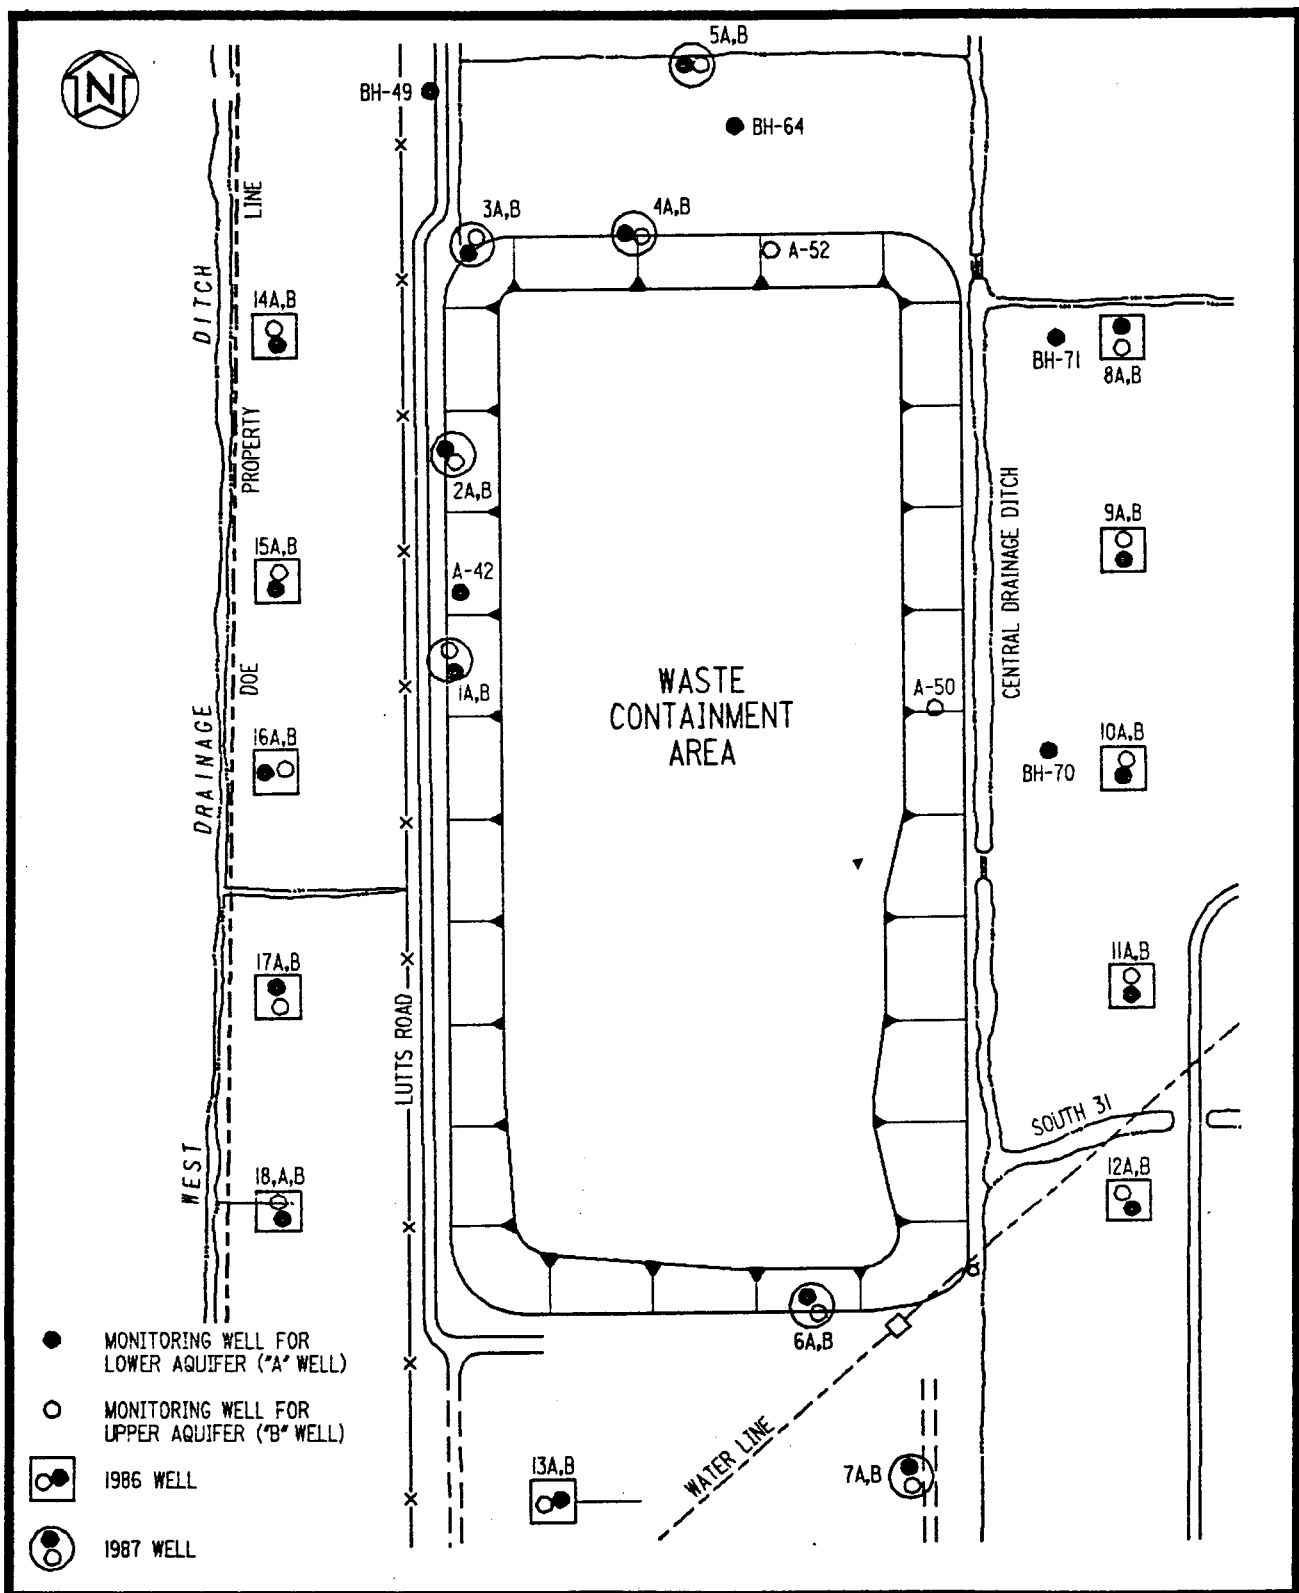 5A,B
N
BH-49
BH-64
LINE
3A,B
4A,B
A-52
DITCH
14A,B
BH-71
8A,B
PROPERTY
2A,B
CENTRAL DRAINAGE DITCH
9A,B
15A,B
A-42
DOE
1A,B
WASTE
CONTAINMENT
AREA
A-50
DRAINAGE
16A,B
10A,B
BH-70
17A,B
LUTTS ROAD
11A,B
SOUTH 31
WEST
18,A,B
12A,B
MONITORING WELL FOR
LOWER AQUIFER ("A" WELL)
6A,B
MONITORING WELL FOR
UPPER AQUIFER ("B" WELL)
WATER LINE
13A,B
7A,B
1986 WELL
1987 WELL